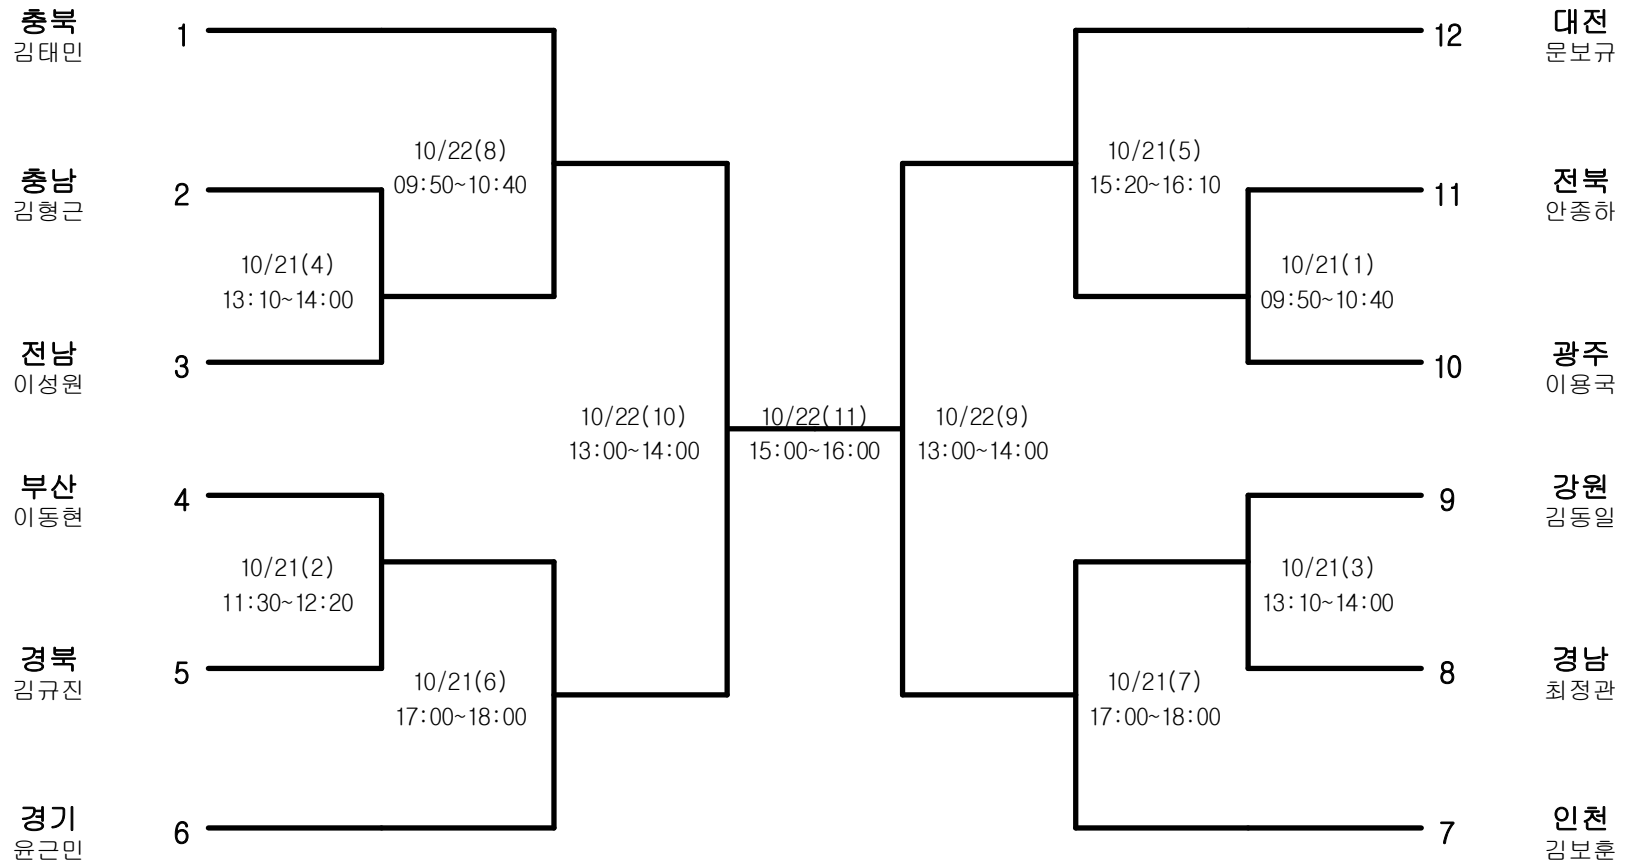 충북
김태민
1
충남
김형근
2
전남
이성원
3
부산
이동현
4
경북
김규진
5
경기
윤근민
6
10/21(4)
13:10~14:00
10/21(2)
11:30~12:20
10/22(8)
09:50~10:40
10/21(6)
17:00~18:00
10/22(10)
13:00~14:00
10/22(11)
15:00~16:00
10/22(9)
13:00~14:00
10/21(5)
15:20~16:10
10/21(7)
17:00~18:00
10/21(1)
09:50~10:40
10/21(3)
13:10~14:00
12
대전
문보규
11
전북
안종하
10
광주
이용국
9
강원
김동일
8
경남
최정관
7
인천
김보훈